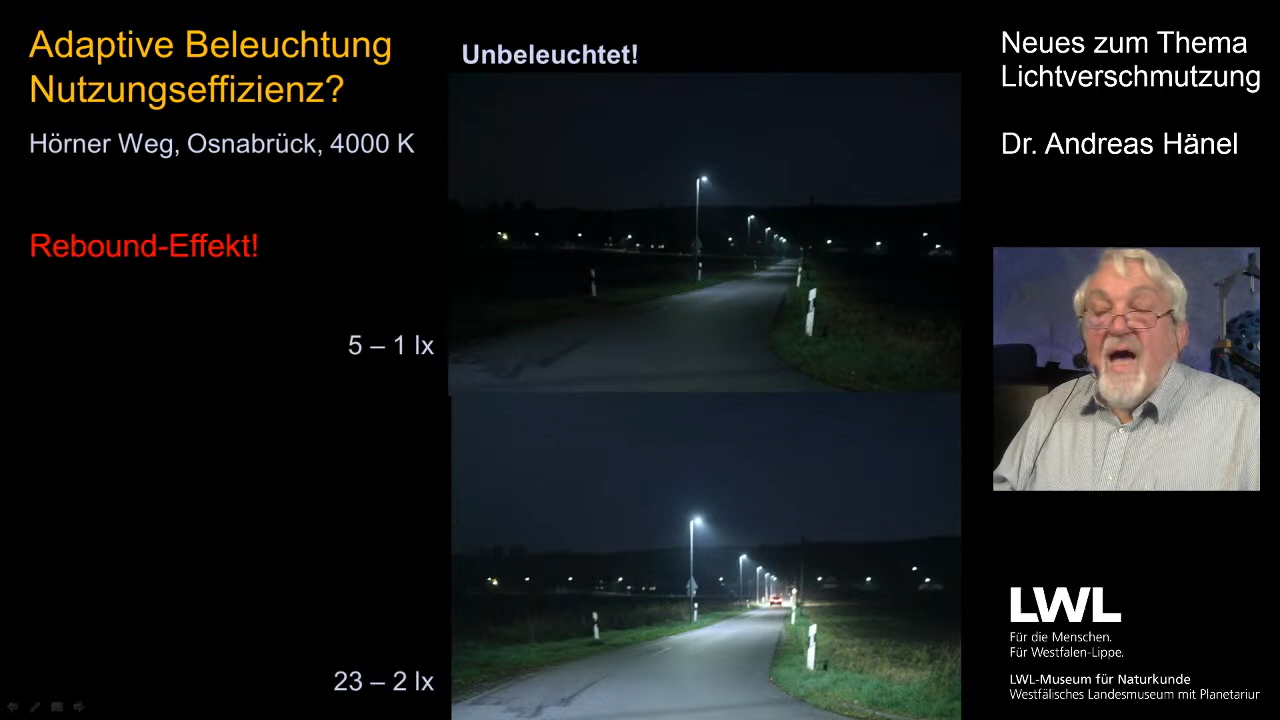 Adaptive Beleuchtung
Nutzungseffizienz?
Hörner Weg, Osnabrück, 4000 K
Rebound-Effekt!
5 – 1 lx
23 – 2 lx
Unbeleuchtet!
Neues zum Thema
Lichtverschmutzung
Dr. Andreas Hänel
LWL
Für die Menschen.
Für Westfalen-Lippe.
LWL-Museum für Naturkunde
Westfälisches Landesmuseum mit Planetarium